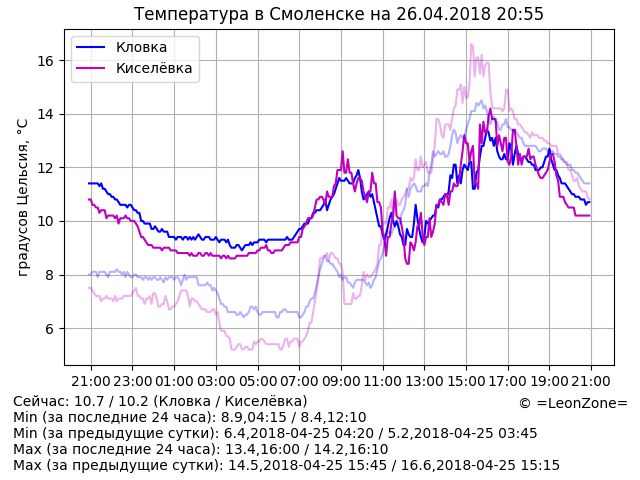 Температура в Смоленске на 26.04.2018 20:55
Кловка
Киселёвка
градусов Цельсия, °C
16
14
12
10
8
6
21:00 23:00 01:00 03:00 05:00 07:00 09:00 11:00 13:00 15:00 17:00 19:00 21:00
Сейчас: 10.7 / 10.2 (Кловка / Киселёвка)
© =LeonZone=
Min (за последние 24 часа): 8.9,04:15 / 8.4,12:10
Min (за предыдущие сутки): 6.4,2018-04-25 04:20 / 5.2,2018-04-25 03:45
Max (за последние 24 часа): 13.4,16:00 / 14.2,16:10
Max (за предыдущие сутки): 14.5,2018-04-25 15:45 / 16.6,2018-04-25 15:15